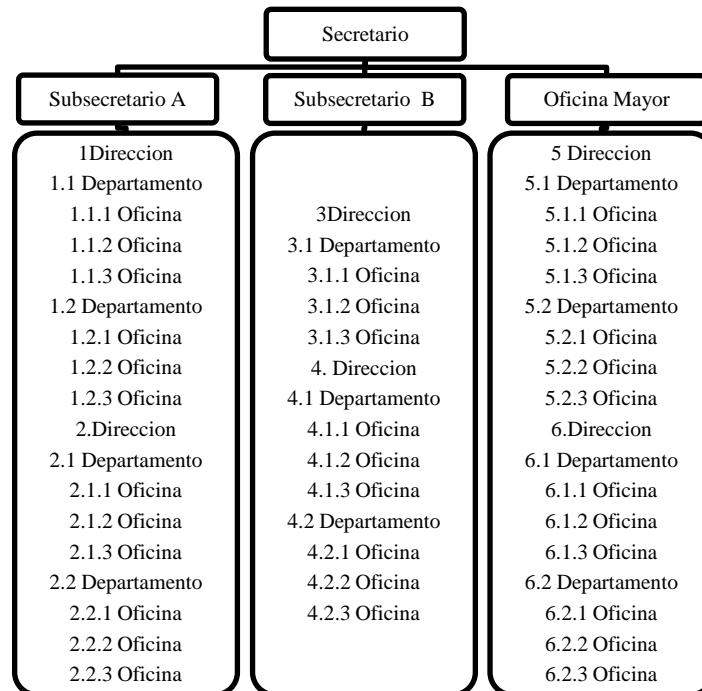 Secretario
Subsecretario A
Subsecretario B
Oficina Mayor
1Direccion
1.1 Departamento
1.1.1 Oficina
1.1.2 Oficina
1.1.3 Oficina
1.2 Departamento
1.2.1 Oficina
1.2.2 Oficina
1.2.3 Oficina
2.Direccion
2.1 Departamento
2.1.1 Oficina
2.1.2 Oficina
2.1.3 Oficina
2.2 Departamento
2.2.1 Oficina
2.2.2 Oficina
2.2.3 Oficina
3Direccion
3.1 Departamento
3.1.1 Oficina
3.1.2 Oficina
3.1.3 Oficina
4. Direccion
4.1 Departamento
4.1.1 Oficina
4.1.2 Oficina
4.1.3 Oficina
4.2 Departamento
4.2.1 Oficina
4.2.2 Oficina
4.2.3 Oficina
5 Direccion
5.1 Departamento
5.1.1 Oficina
5.1.2 Oficina
5.1.3 Oficina
5.2 Departamento
5.2.1 Oficina
5.2.2 Oficina
5.2.3 Oficina
6.Direccion
6.1 Departamento
6.1.1 Oficina
6.1.2 Oficina
6.1.3 Oficina
6.2 Departamento
6.2.1 Oficina
6.2.2 Oficina
6.2.3 Oficina